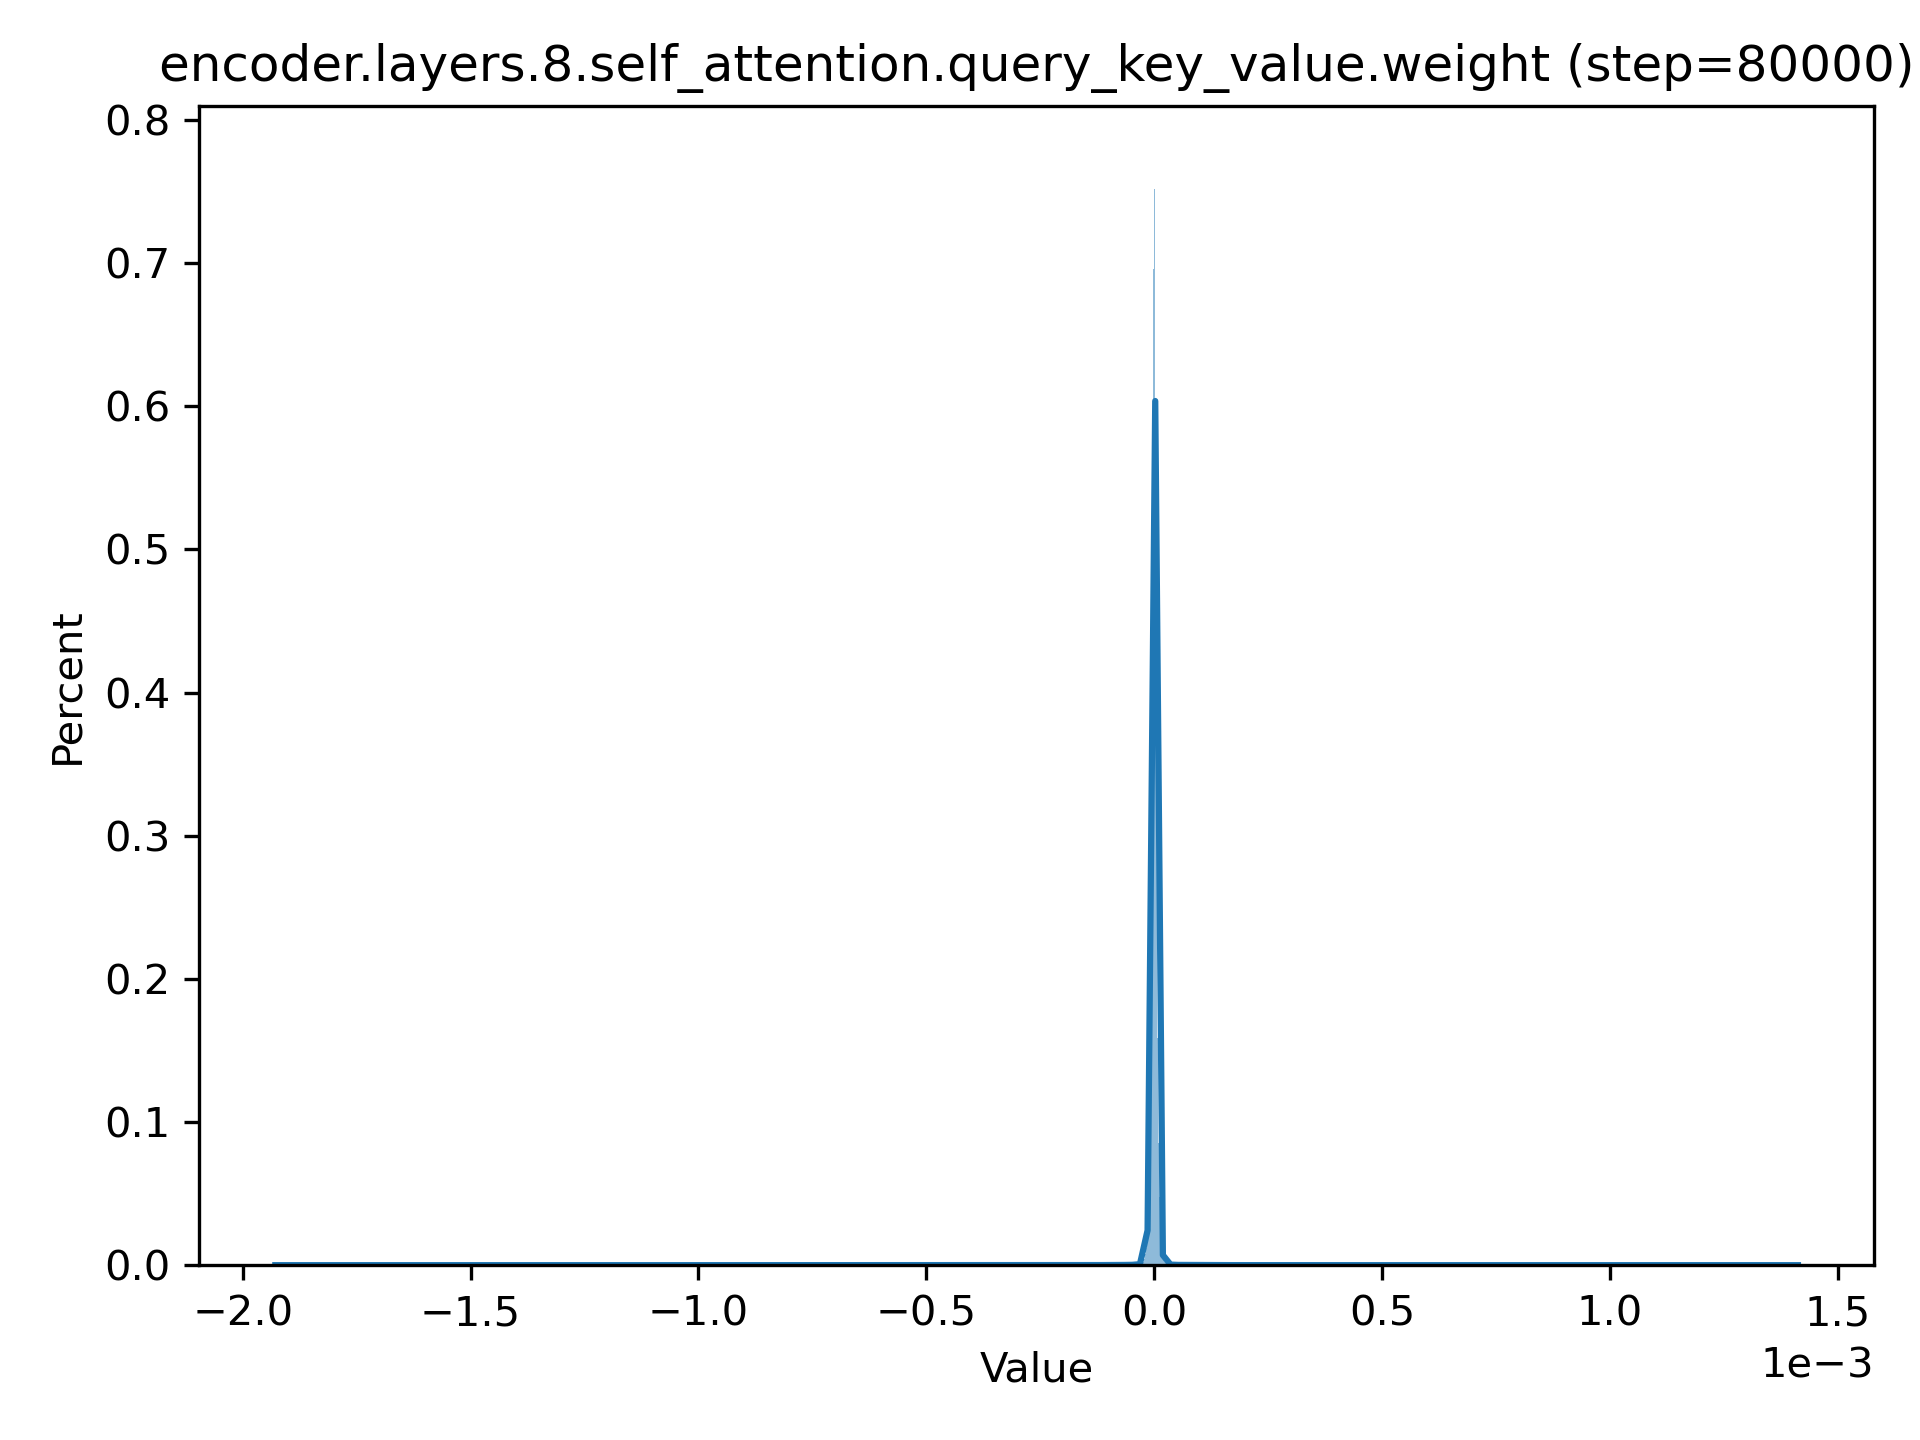 encoder.layers.8.self_attention.query_key_value.weight (step=80000)
0.8
0.7
0.6
0.5
0.4
0.3
0.2
0.1
0.0
Percent
−2.0 −1.5 −1.0 −0.5 0.0 0.5 1.0 1.5
1e−3
Value